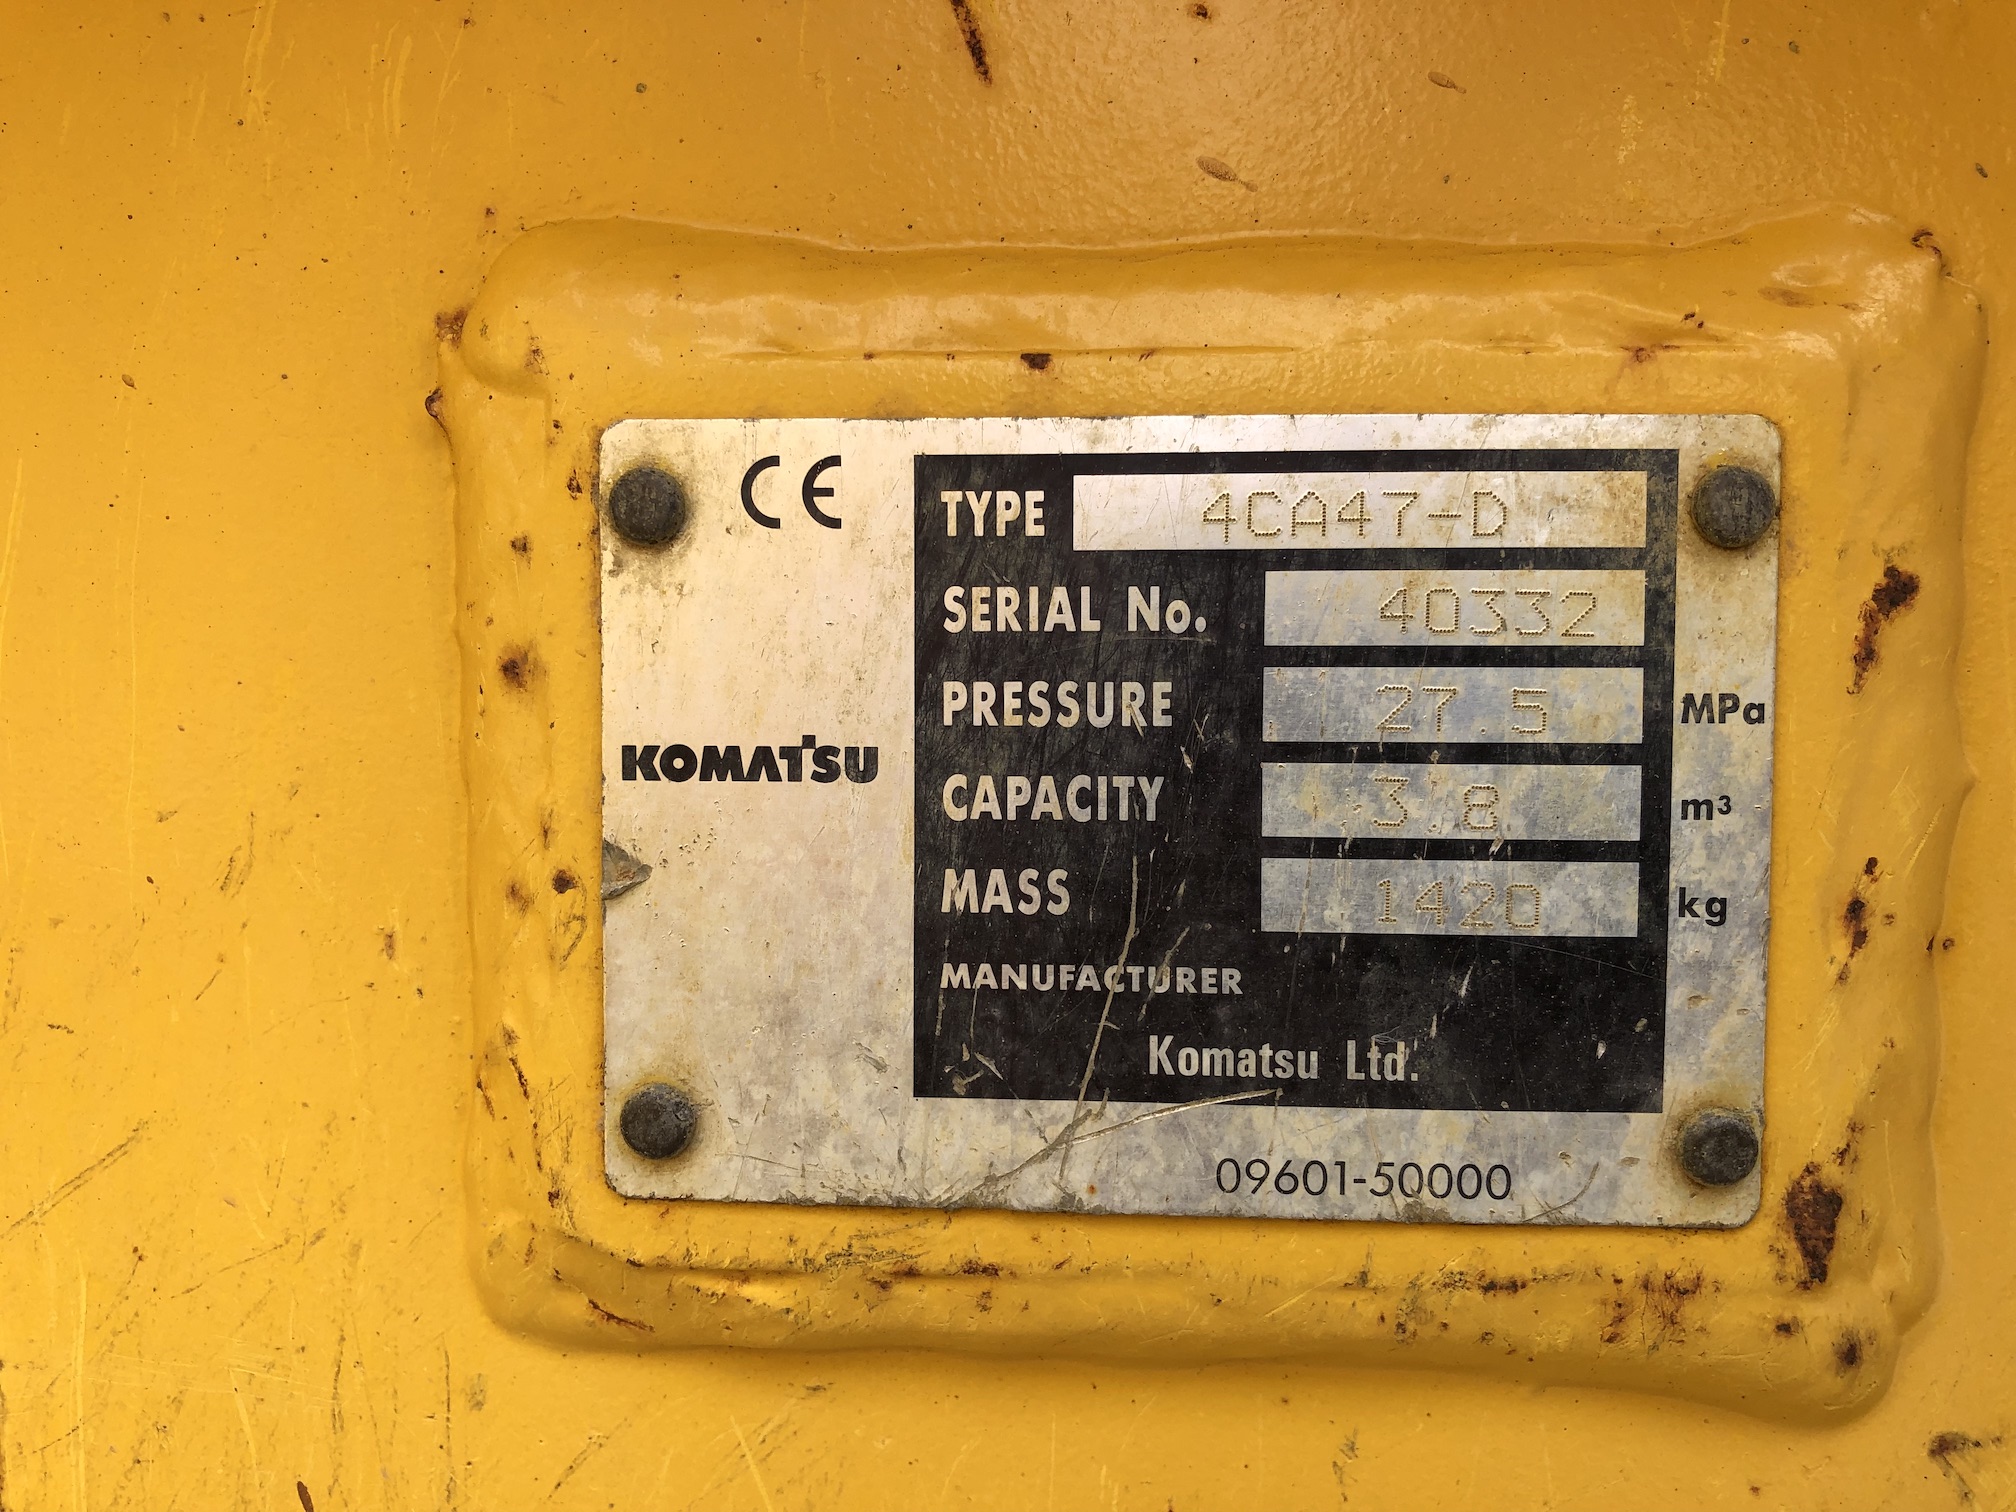 CE
TYPE 4CA47-D
SERIAL No. 40332
PRESSURE 27.5 MPa
KOMATSU
CAPACITY 3.8 m³
MASS 1420 kg
MANUFACTURER
Komatsu Ltd.
09601-50000